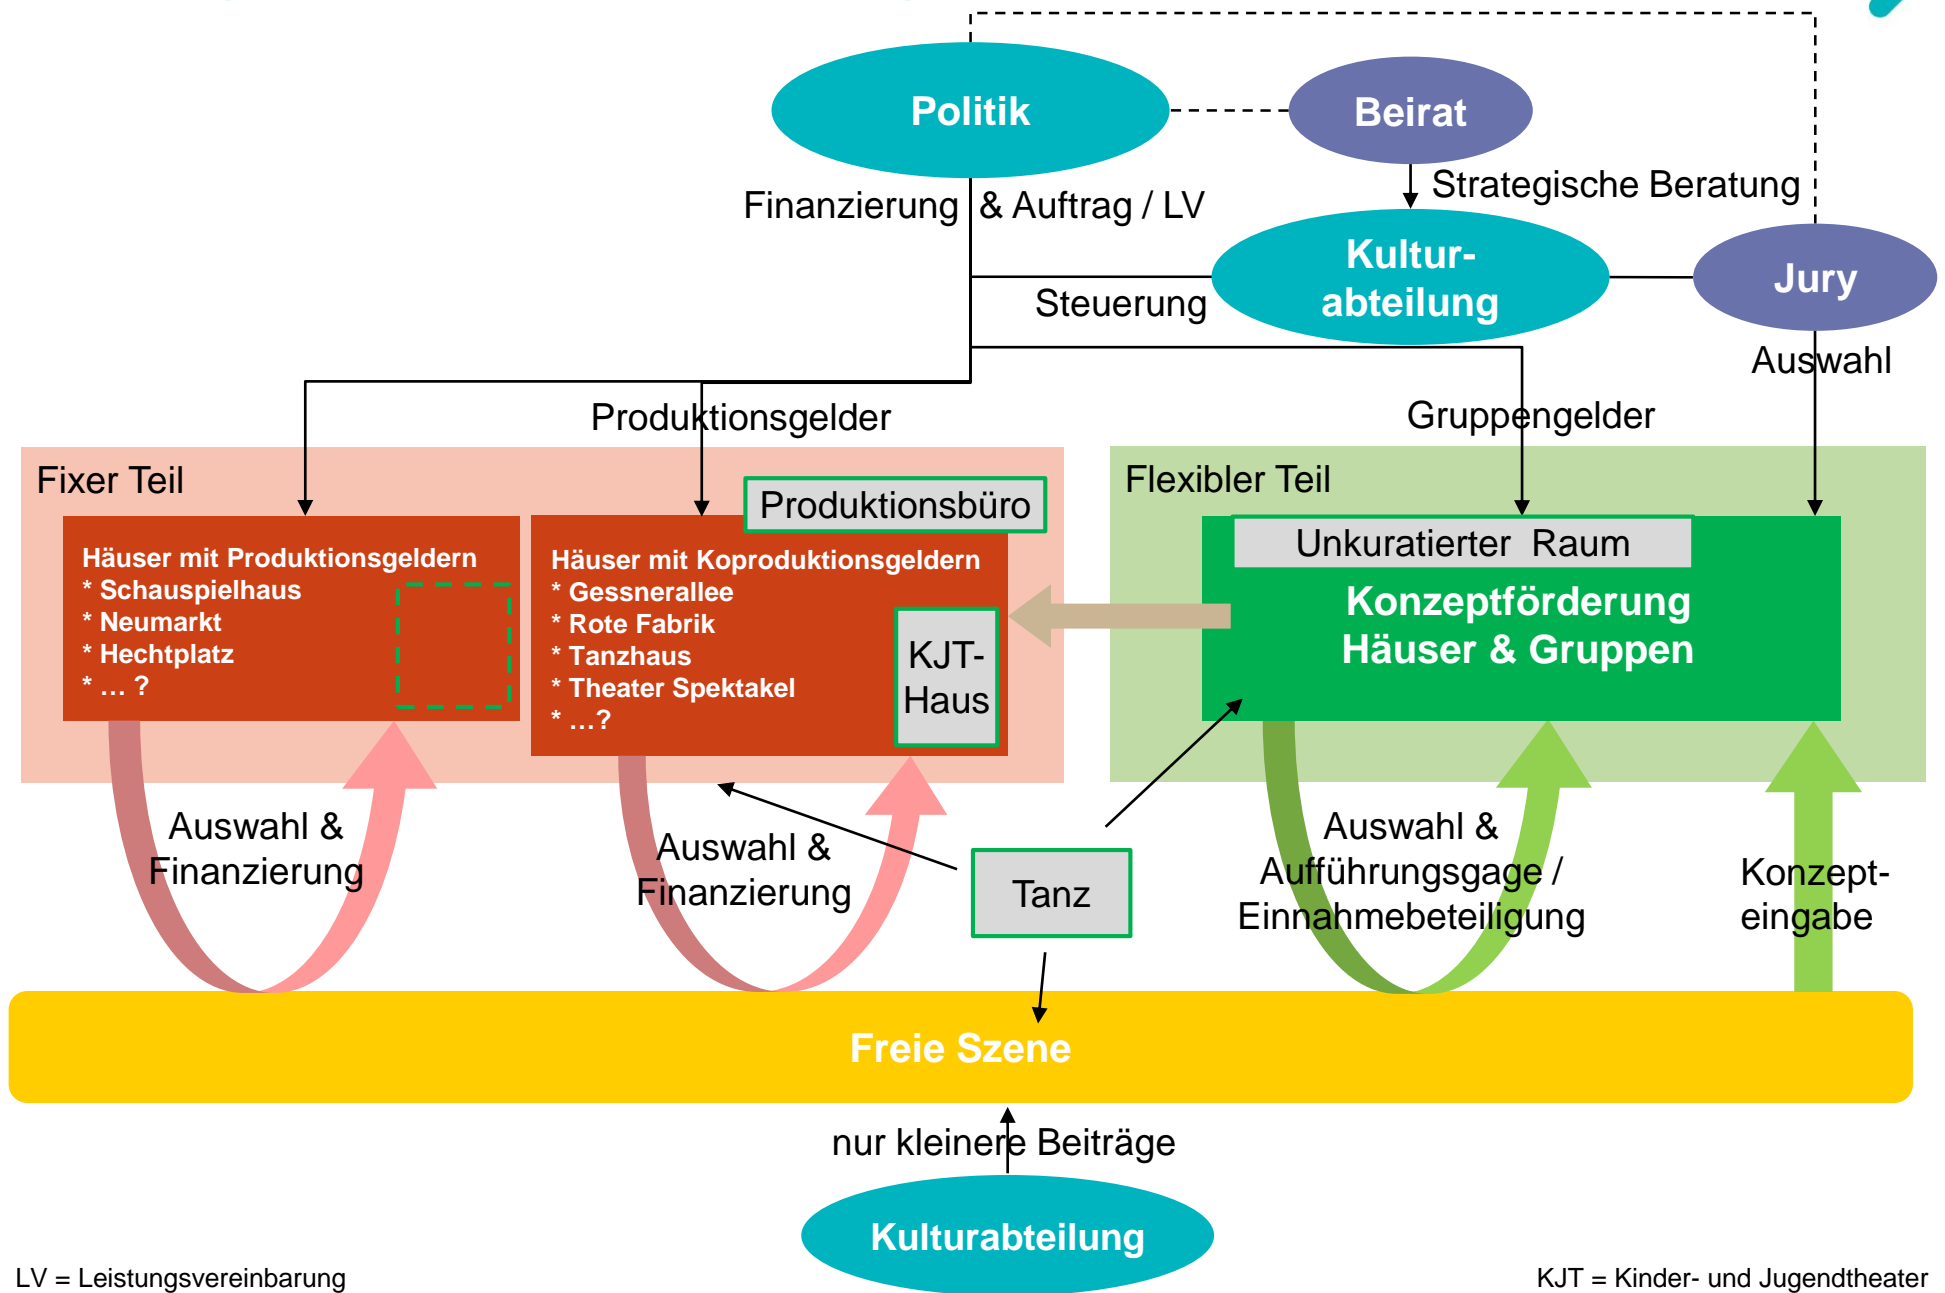 Politik
Beirat
Finanzierung & Auftrag / LV
Strategische Beratung
Kultur-
abteilung
Jury
Steuerung
Auswahl
Produktionsgelder
Gruppengelder
Fixer Teil
Produktionsbüro
Häuser mit Produktionsgeldern
* Schauspielhaus
* Neumarkt
* Hechtplatz
* … ?
Häuser mit Koproduktionsgeldern
* Gessnerallee
* Rote Fabrik
* Tanzhaus
* Theater Spektakel
* …?
KJT-
Haus
Flexibler Teil
Unkuratierter Raum
Konzeptförderung
Häuser & Gruppen
Auswahl &
Finanzierung
Auswahl &
Finanzierung
Tanz
Auswahl &
Aufführungsgage /
Einnahmebeteiligung
Konzept-
eingabe
Freie Szene
nur kleinere Beiträge
Kulturabteilung
LV = Leistungsvereinbarung
KJT = Kinder- und Jugendtheater